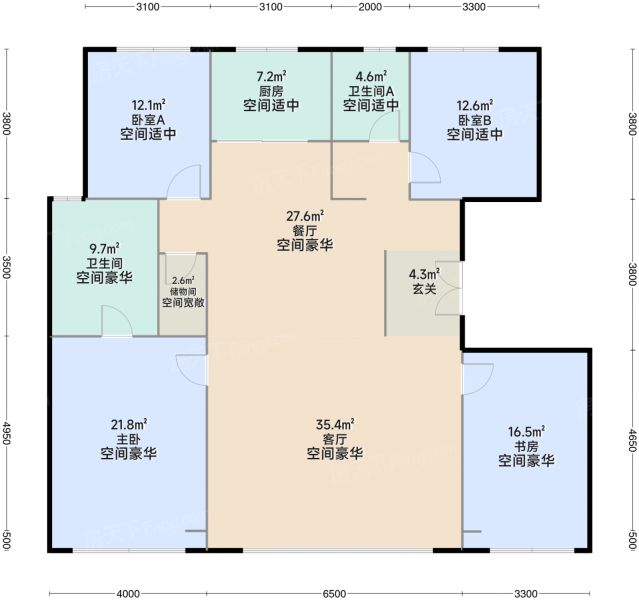 3100
3100
2000
3300
3800
3500
4950
500
12.1㎡
卧室A
空间适中
7.2㎡
厨房
空间适中
4.6㎡
卫生间A
空间适中
12.6㎡
卧室B
空间适中
27.6㎡
餐厅
空间豪华
9.7㎡
卫生间
空间豪华
2.6㎡
储物间
空间宽敞
4.3㎡
玄关
21.8㎡
主卧
空间豪华
35.4㎡
客厅
空间豪华
16.5㎡
书房
空间豪华
3800
3800
4650
500
4000
6500
3300